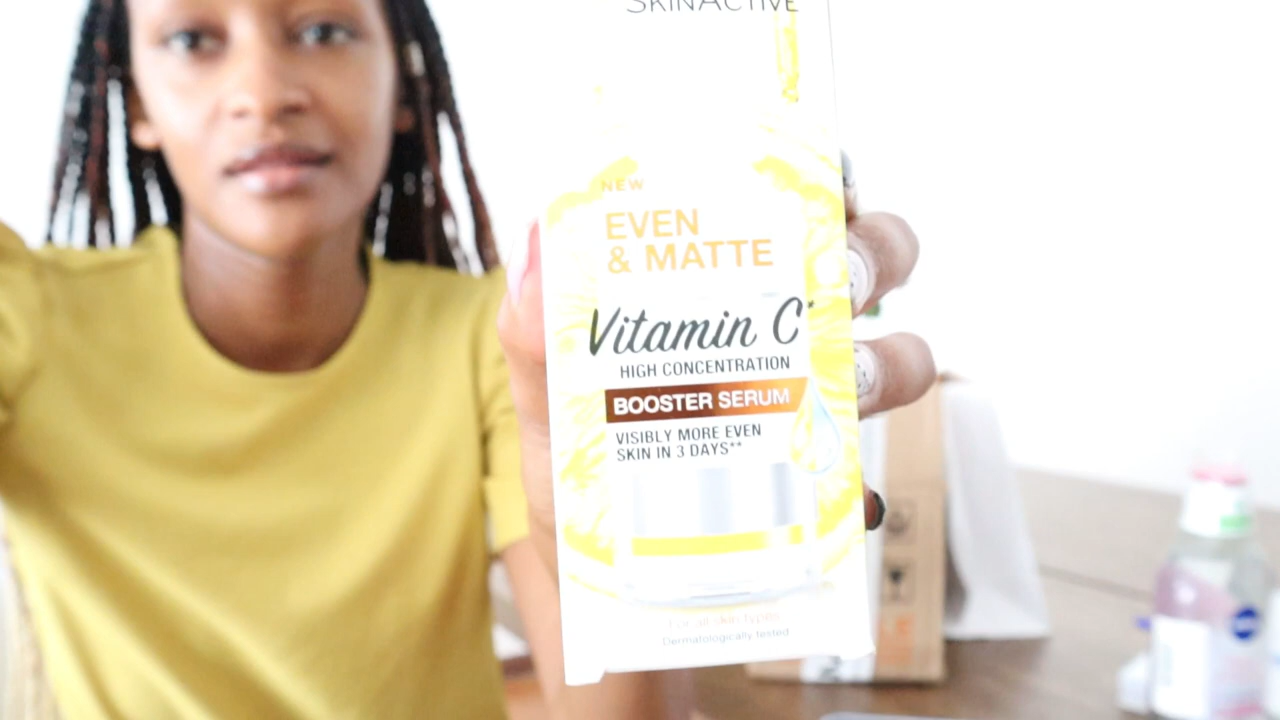 SKINACTIVE
NEW
EVEN
& MATTE
Vitamin C*
HIGH CONCENTRATION
BOOSTER SERUM
VISIBLY MORE EVEN
SKIN IN 3 DAYS**
For all skin types
Dermatologically tested
NIVEA